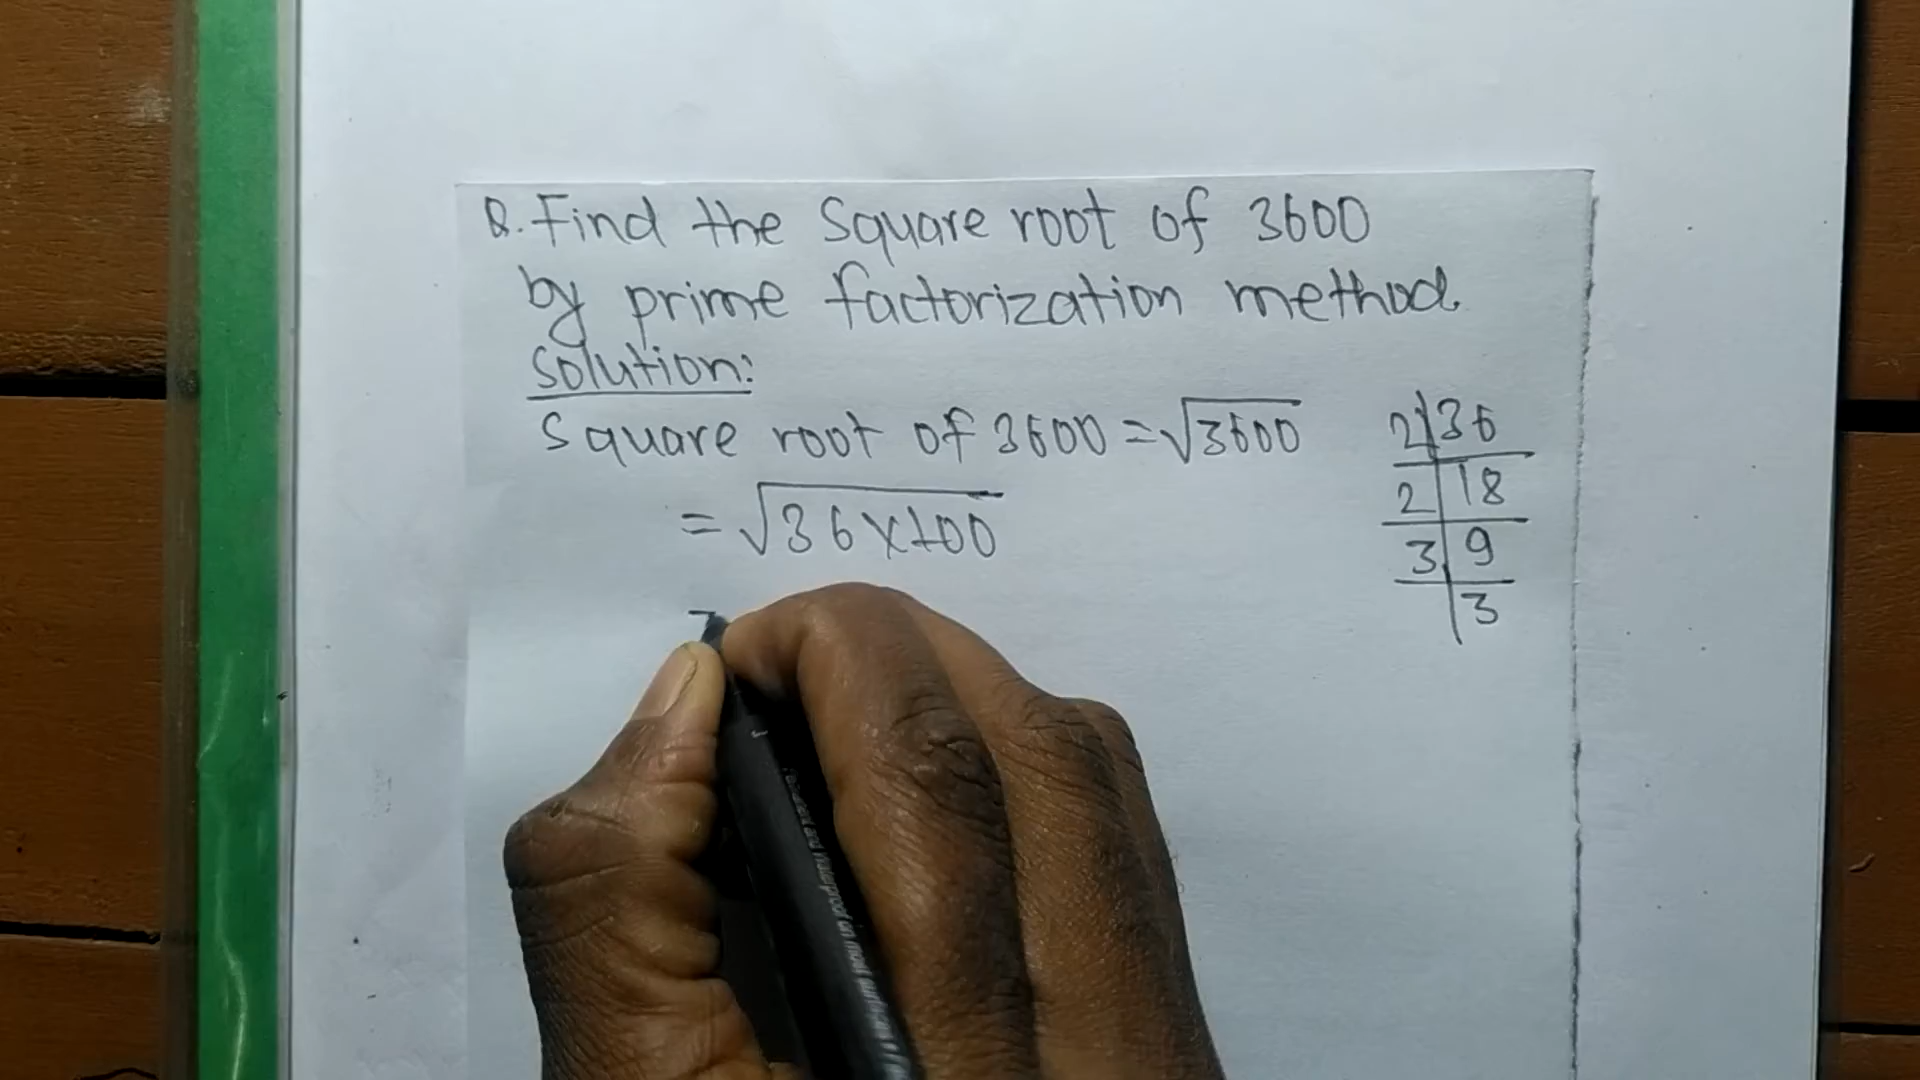 Q. Find the square root of 3600
by prime factorization method.
Solution:
Square root of 3600 = √3600
= √36×100
2 36
2 18
3 9
3